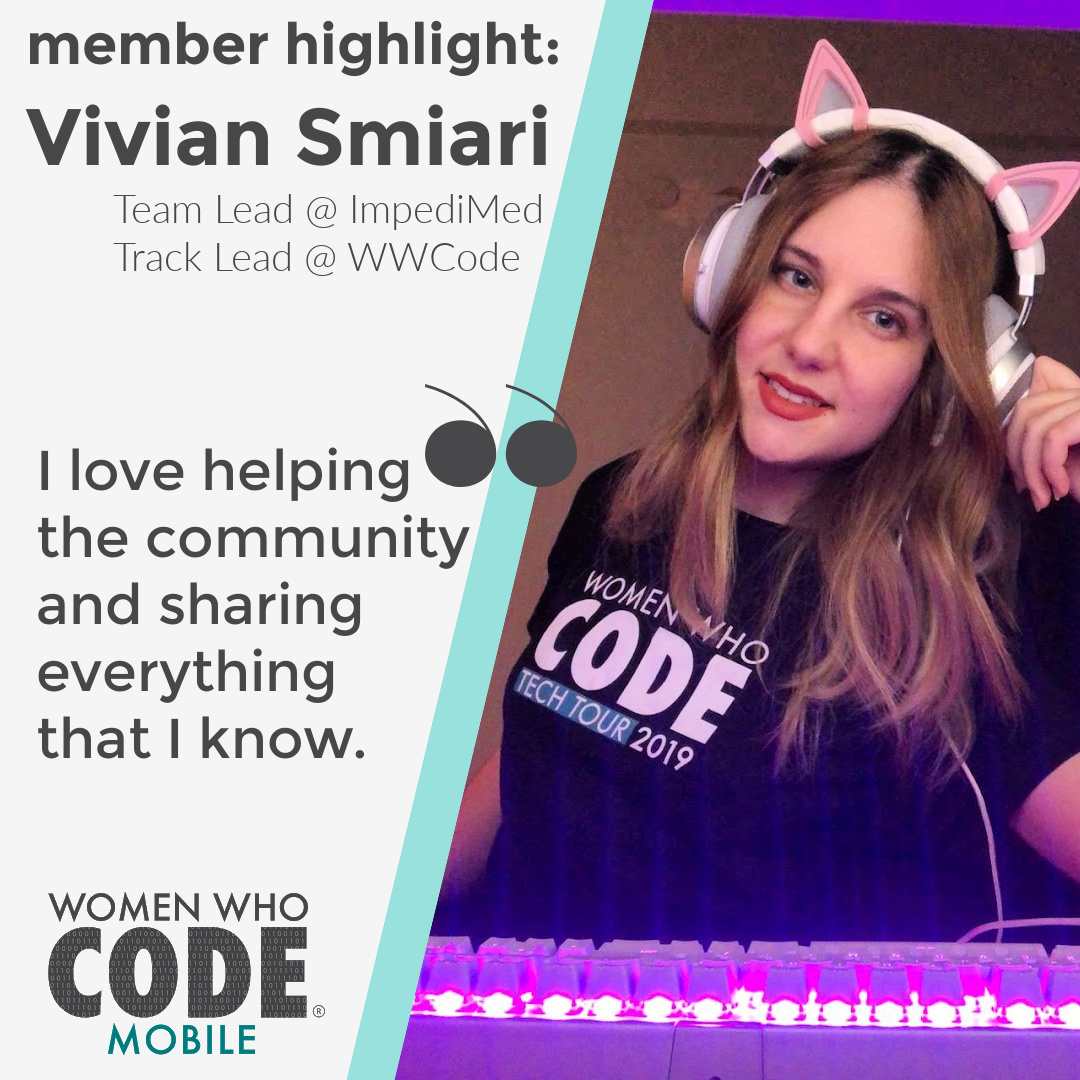 member highlight:
Vivian Smiari
Team Lead @ ImpediMed
Track Lead @ WWCode
I love helping
the community
and sharing
everything
that I know.
WOMEN WHO
CODE
TECH TOUR 2019
WOMEN WHO
CODE®
MOBILE